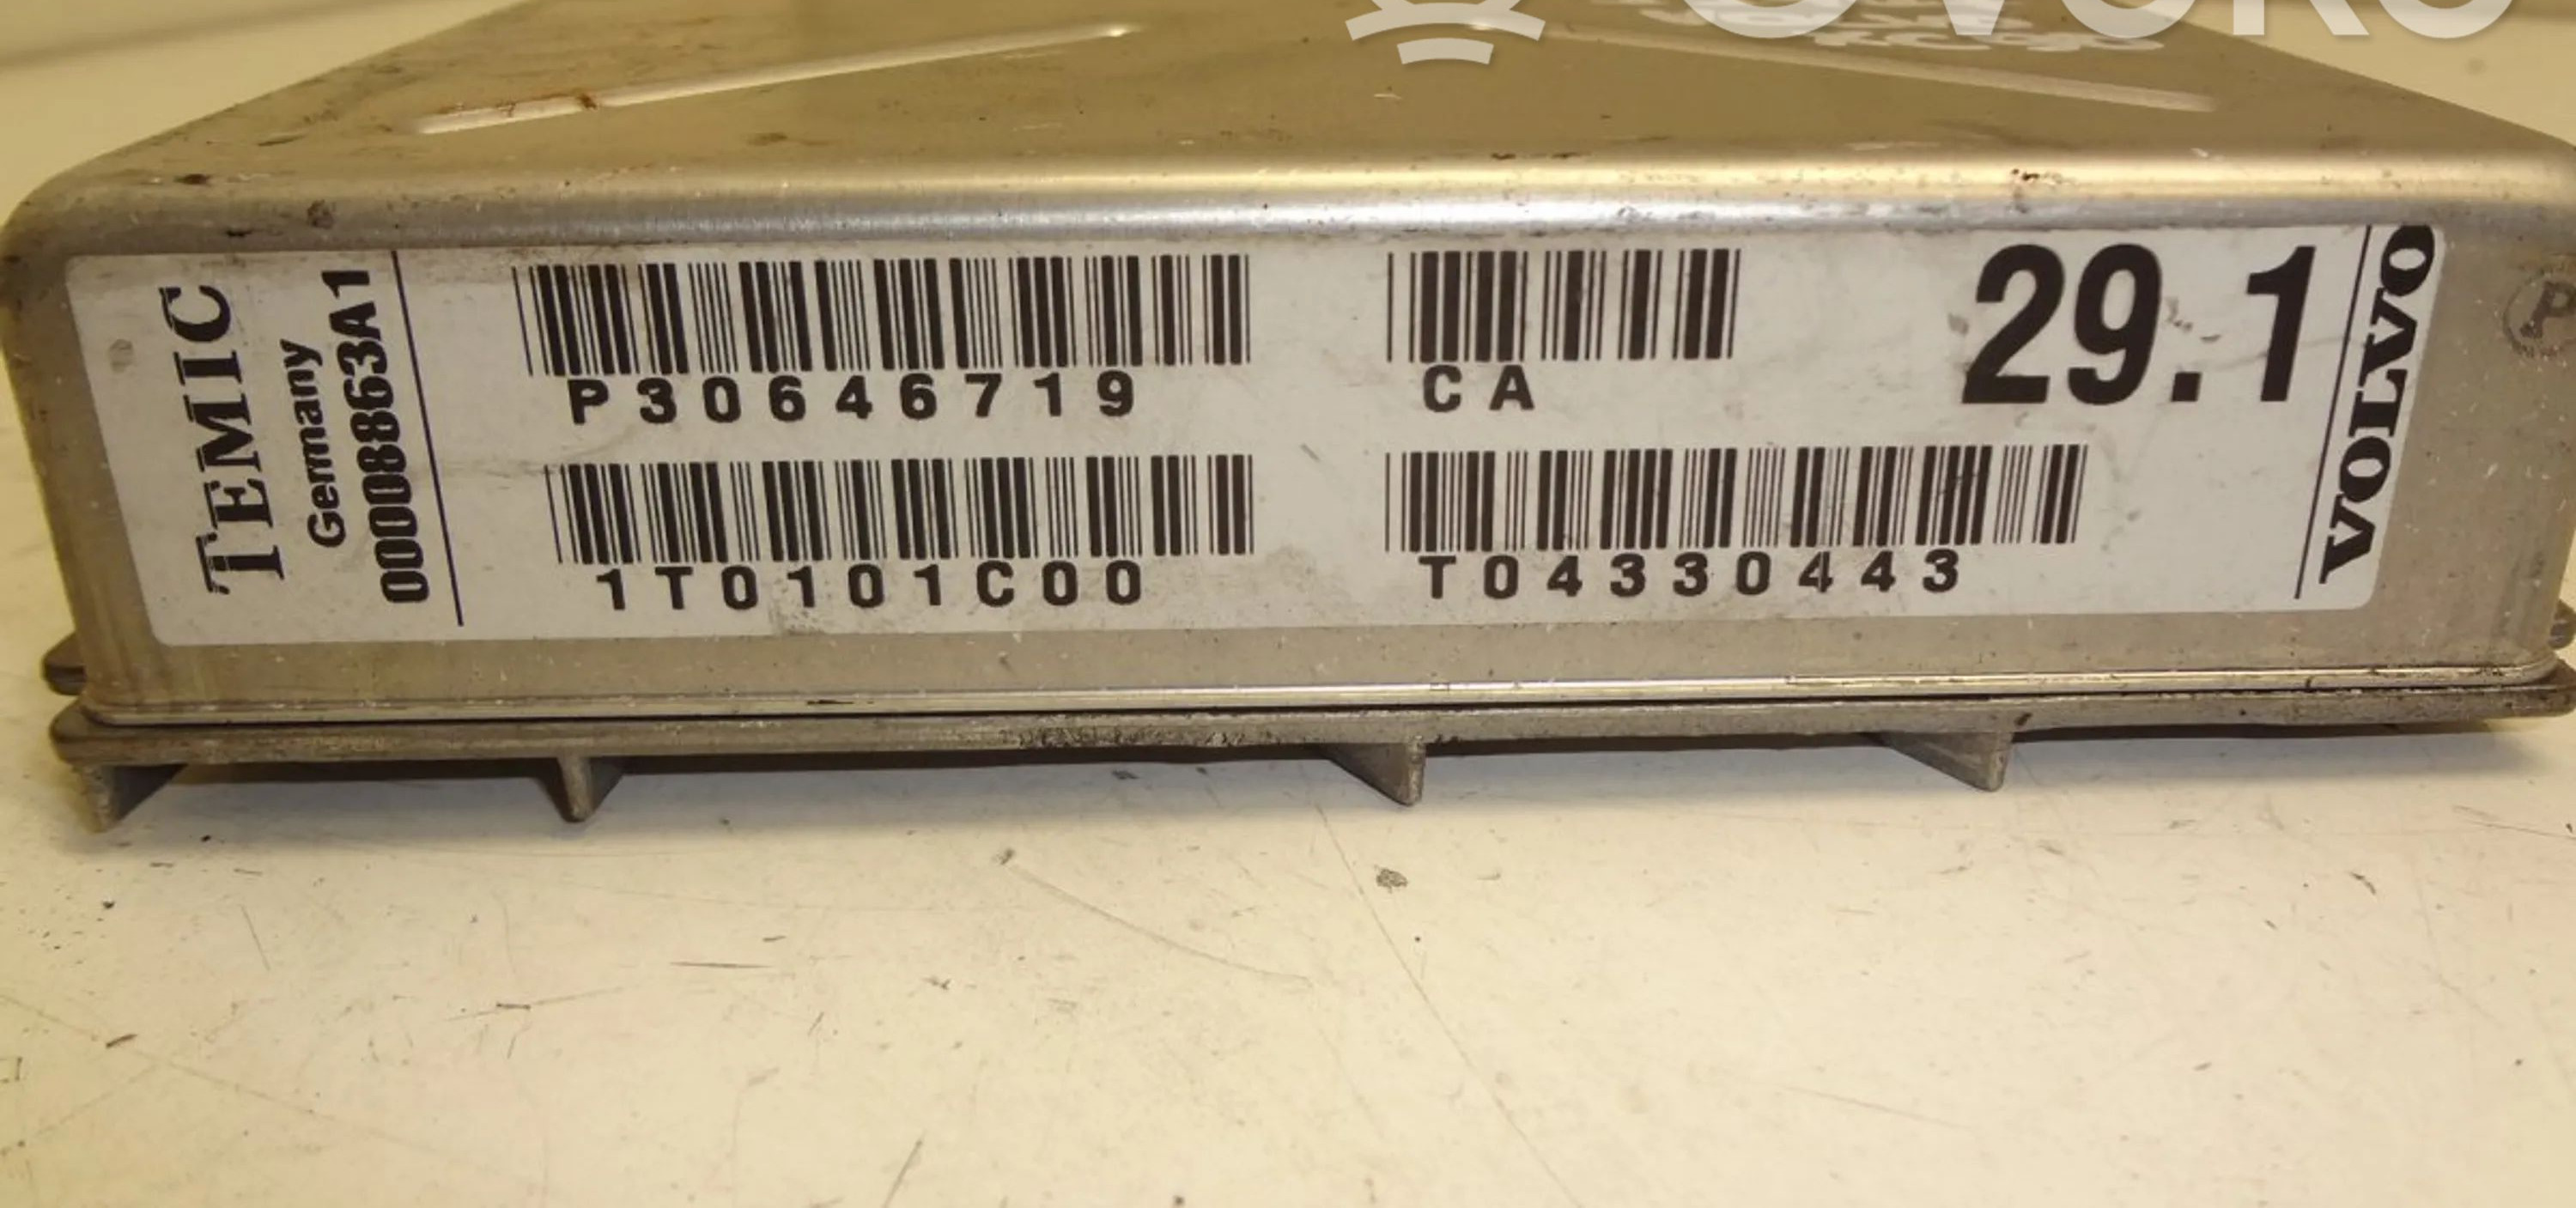 TEMIC
Germany
00008863A1
P30646719
CA
29.1
1T0101C00
T04330443
VOLVO
P